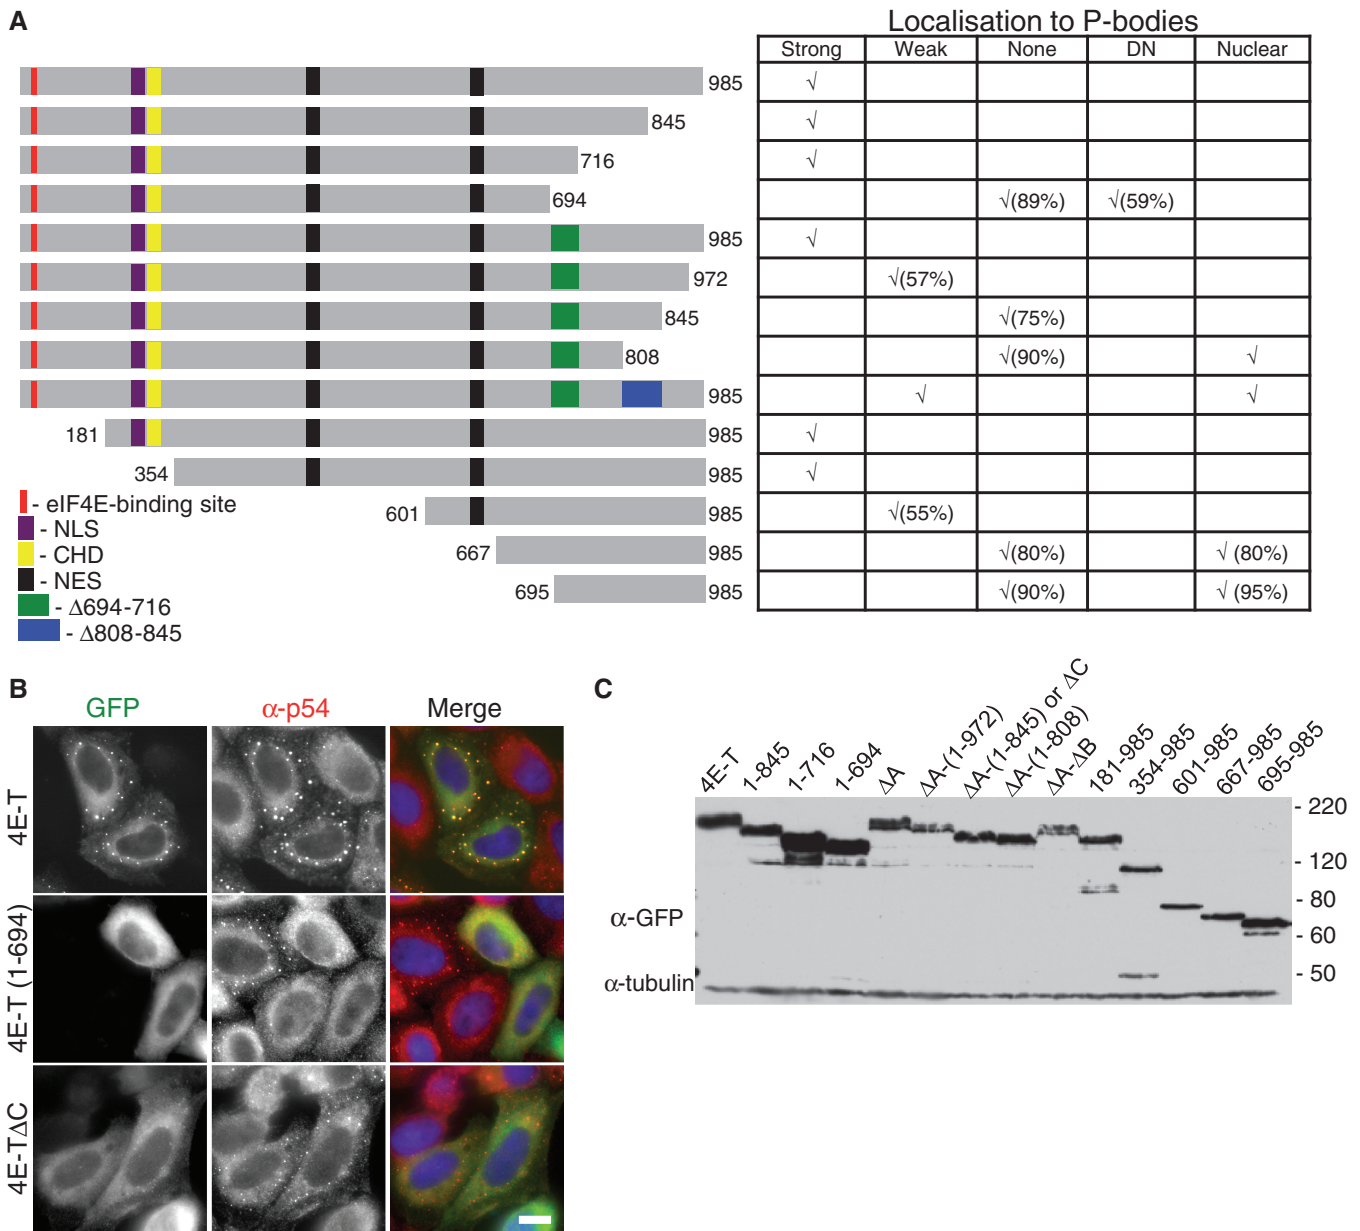 A
Localisation to P-bodies
Strong Weak None DN Nuclear
985 √
845 √
716 √
694 √(89%) √(59%)
985 √
972 √(57%)
845 √(75%)
808 √(90%) √
985 √ √
181 985 √
354 985 √
601 985 √(55%)
667 985 √(80%) √(80%)
695 985 √(90%) √(95%)
- eIF4E-binding site
- NLS
- CHD
- NES
- Δ694-716
- Δ808-845
B
GFP α-p54 Merge
4E-T
4E-T (1-694)
4E-TΔC
C
4E-T 1-845 1-716 1-694 ΔA ΔA-(1-972) ΔA-(1-845) or ΔC ΔA-(1-808) ΔA-ΔB 181-985 354-985 601-985 667-985 695-985
- 220
- 120
- 80
α-GFP
- 60
- 50
α-tubulin